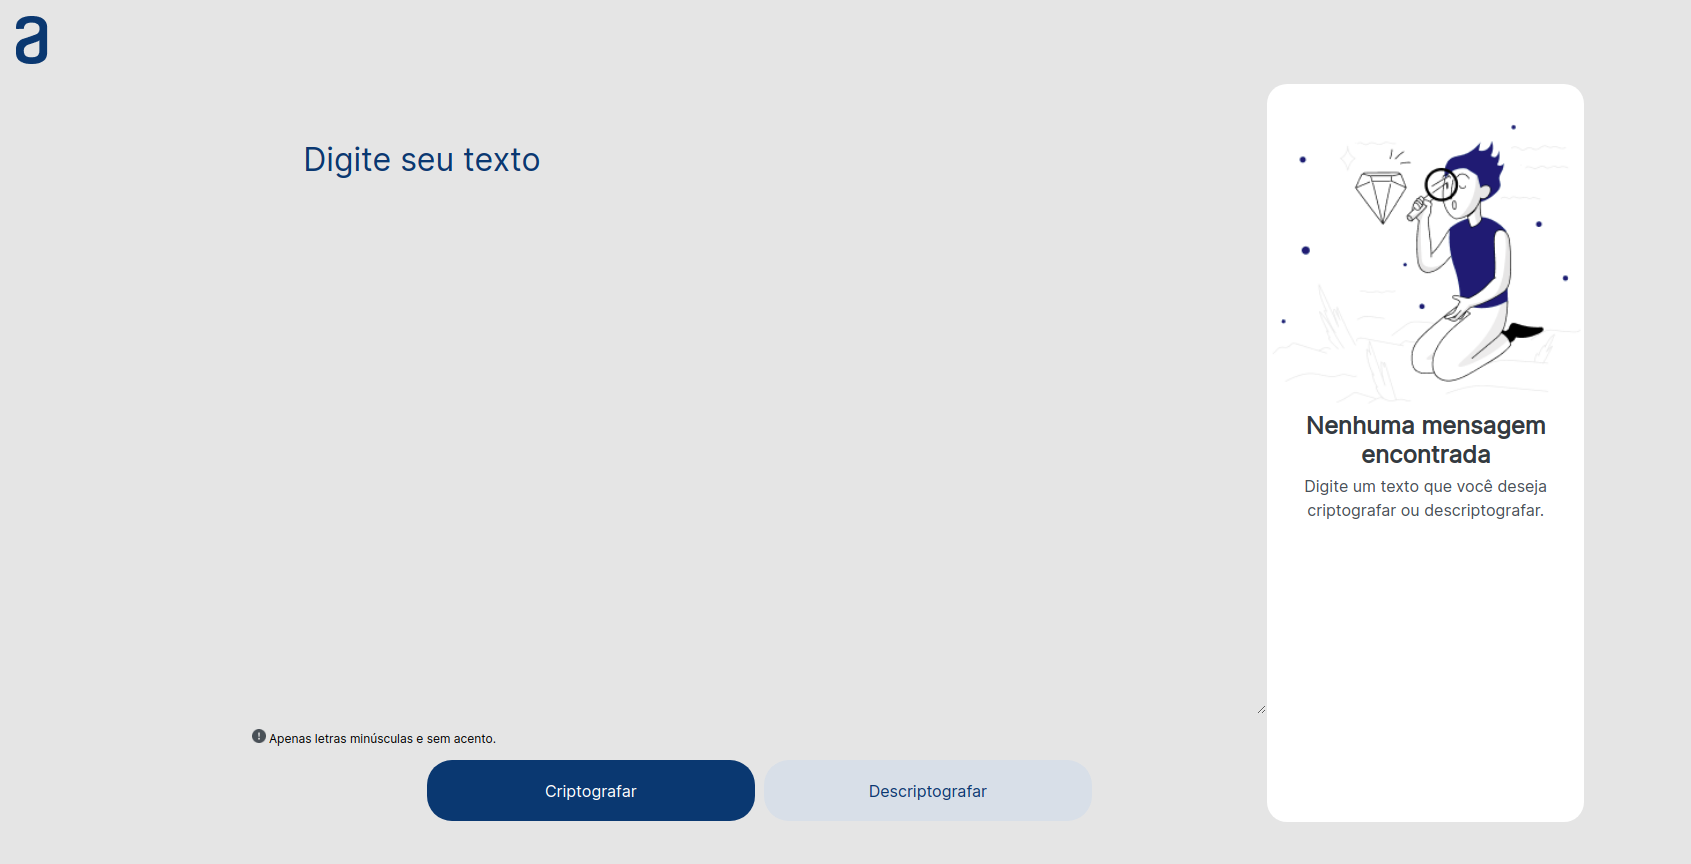 a
Digite seu texto
Nenhuma mensagem
encontrada
Digite um texto que você deseja
criptografar ou descriptografar.
! Apenas letras minúsculas e sem acento.
Criptografar
Descriptografar